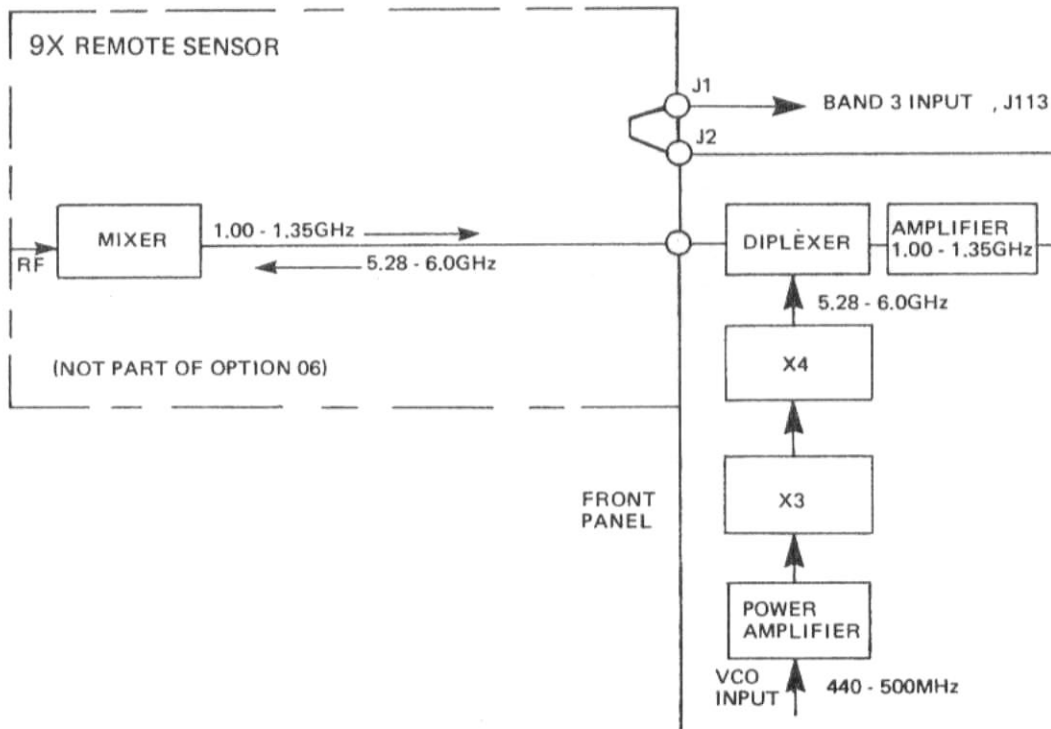 9X REMOTE SENSOR
J1
BAND 3 INPUT , J113
J2
RF
MIXER
1.00 - 1.35GHz
5.28 - 6.0GHz
DIPLÈXER
AMPLIFIER
1.00 - 1.35GHz
5.28 - 6.0GHz
(NOT PART OF OPTION 06)
X4
X3
FRONT
PANEL
POWER
AMPLIFIER
VCO
INPUT
440 - 500MHz